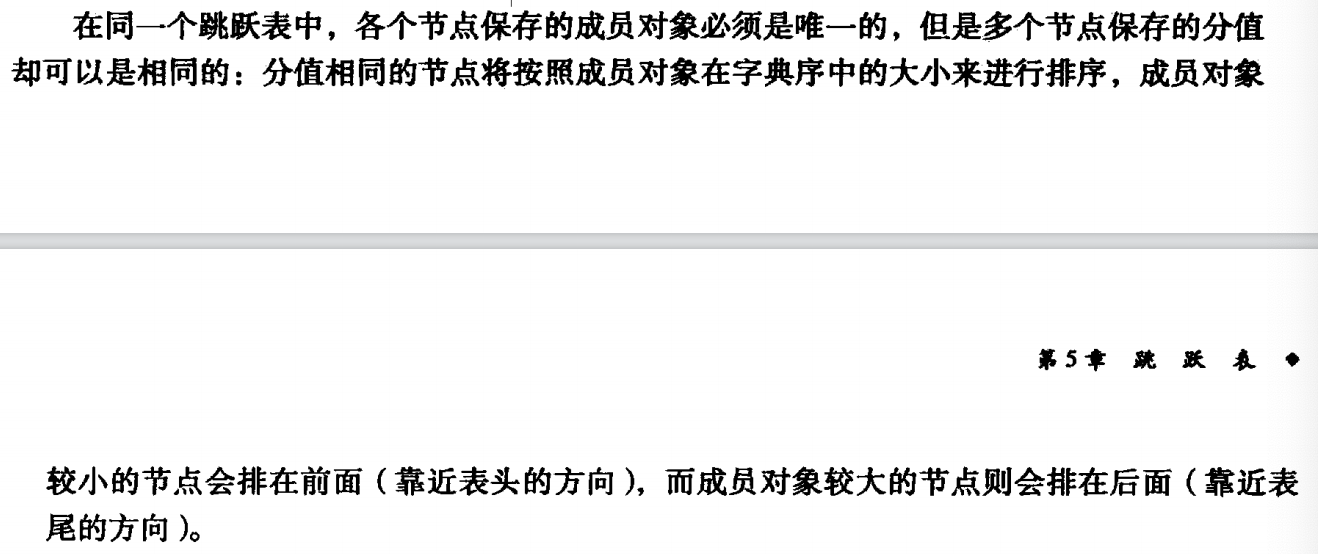 在同一个跳跃表中，各个节点保存的成员对象必须是唯一的，但是多个节点保存的分值
却可以是相同的：分值相同的节点将按照成员对象在字典序中的大小来进行排序，成员对象
第5章 跳 跃 表 ◆
较小的节点会排在前面（靠近表头的方向），而成员对象较大的节点则会排在后面（靠近表
尾的方向）。